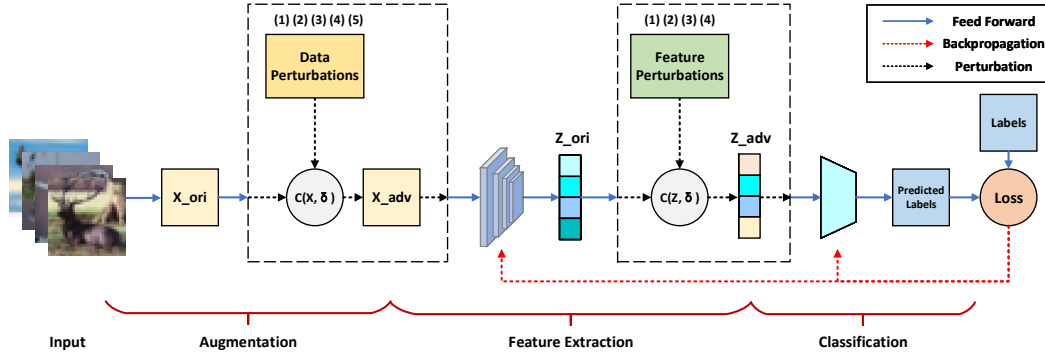 (1) (2) (3) (4) (5)
Data
Perturbations
(1) (2) (3) (4)
Feature
Perturbations
Feed Forward
Backpropagation
Perturbation
Labels
Z_ori
Z_adv
X_ori
C(X, δ)
X_adv
C(Z, δ)
Predicted
Labels
Loss
Input
Augmentation
Feature Extraction
Classification